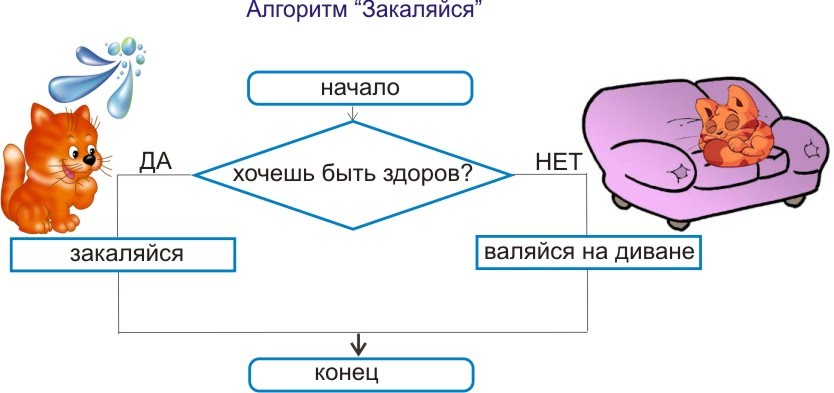 Алгоритм “Закаляйся”
начало
ДА
хочешь быть здоров?
НЕТ
закаляйся
валяйся на диване
конец